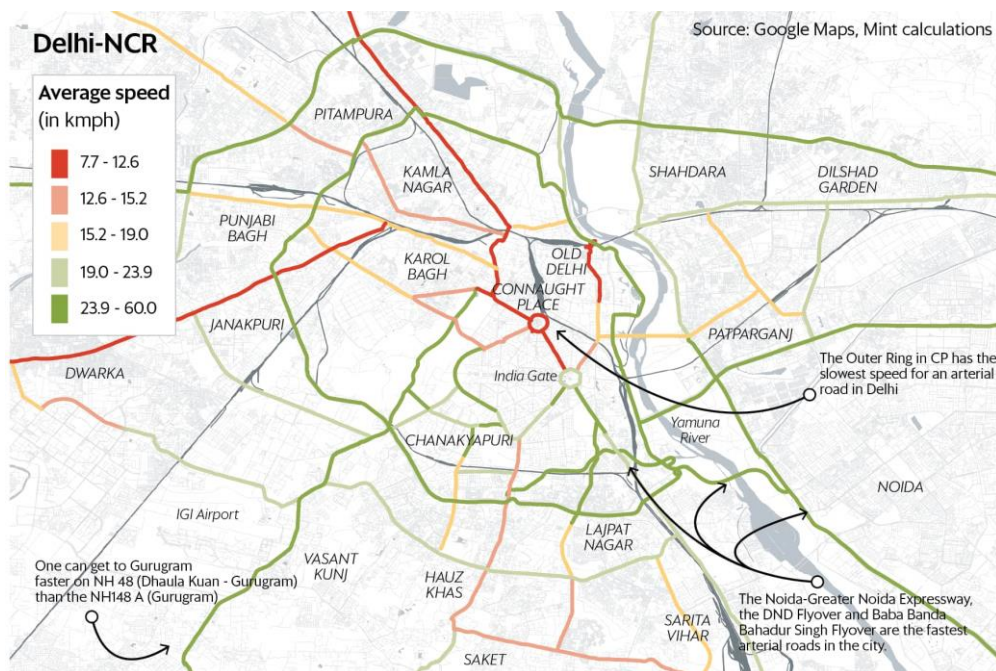 Delhi-NCR
Source: Google Maps, Mint calculations
Average speed
(in kmph)
7.7 - 12.6
12.6 - 15.2
15.2 - 19.0
19.0 - 23.9
23.9 - 60.0
PITAMPURA
KAMLA
NAGAR
SHAHDARA
DILSHAD
GARDEN
PUNJABI
BAGH
KAROL
BAGH
OLD
DELHI
CONNAUGHT
PLACE
JANAKPURI
PATPARGANJ
DWARKA
India Gate
The Outer Ring in CP has the
slowest speed for an arterial
road in Delhi
CHANAKYAPURI
Yamuna
River
NOIDA
IGI Airport
LAJPAT
NAGAR
VASANT
KUNJ
HAUZ
KHAS
One can get to Gurugram
faster on NH 48 (Dhaula Kuan - Gurugram)
than the NH148 A (Gurugram)
SARITA
VIHAR
SAKET
The Noida-Greater Noida Expressway,
the DND Flyover and Baba Banda
Bahadur Singh Flyover are the fastest
arterial roads in the city.